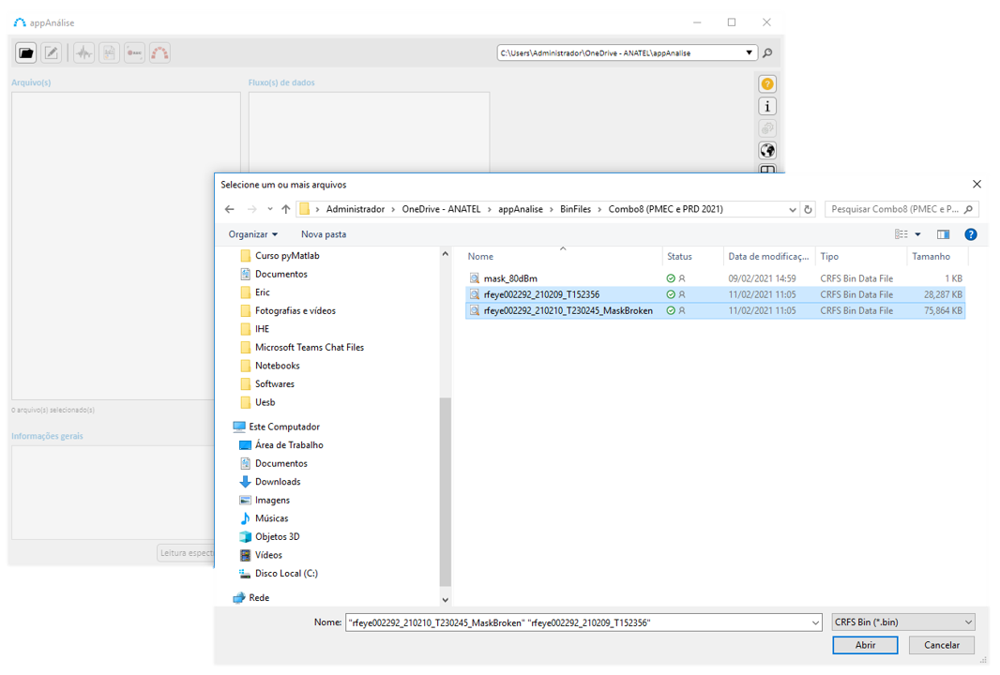 appAnálise
C:\Users\Administrador\OneDrive - ANATEL\appAnalise
Arquivo(s)
Fluxo(s) de dados
0 arquivo(s) selecionado(s)
Informações gerais
Leitura espect
Selecione um ou mais arquivos
Administrador > OneDrive - ANATEL > appAnalise > BinFiles > Combo8 (PMEC e PRD 2021)
Pesquisar Combo8 (PMEC e P...
Organizar
Nova pasta
Curso pyMatlab
Documentos
Eric
Fotografias e vídeos
IHE
Microsoft Teams Chat Files
Notebooks
Softwares
Uesb
Este Computador
Área de Trabalho
Documentos
Downloads
Imagens
Músicas
Objetos 3D
Vídeos
Disco Local (C:)
Rede
Nome Status Data de modificaç... Tipo Tamanho
mask_80dBm 09/02/2021 14:59 CRFS Bin Data File 1 KB
rfeye002292_210209_T152356 11/02/2021 11:05 CRFS Bin Data File 28,287 KB
rfeye002292_210210_T230245_MaskBroken 11/02/2021 11:05 CRFS Bin Data File 75,864 KB
Nome: "rfeye002292_210210_T230245_MaskBroken" "rfeye002292_210209_T152356"
CRFS Bin (*.bin)
Abrir
Cancelar